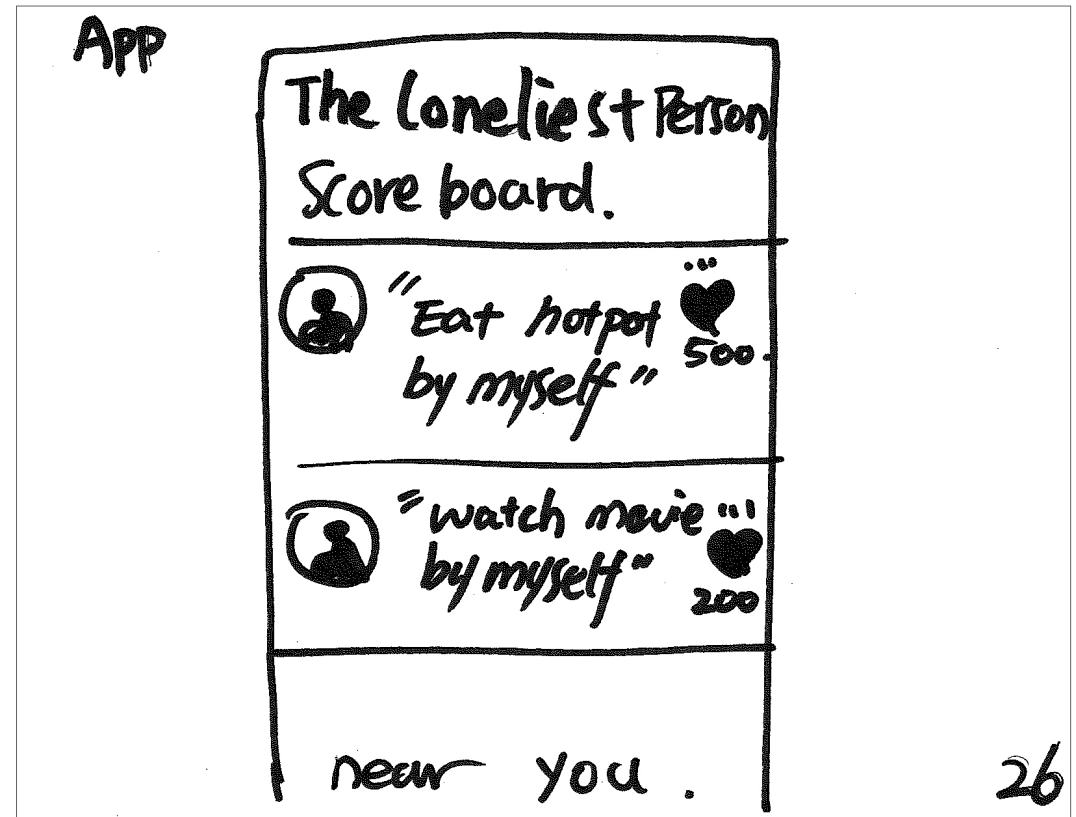 App
The loneliest Person
Score board.
"Eat hotpot
by myself"
500.
"watch movie
by myself"
200
near you.
26